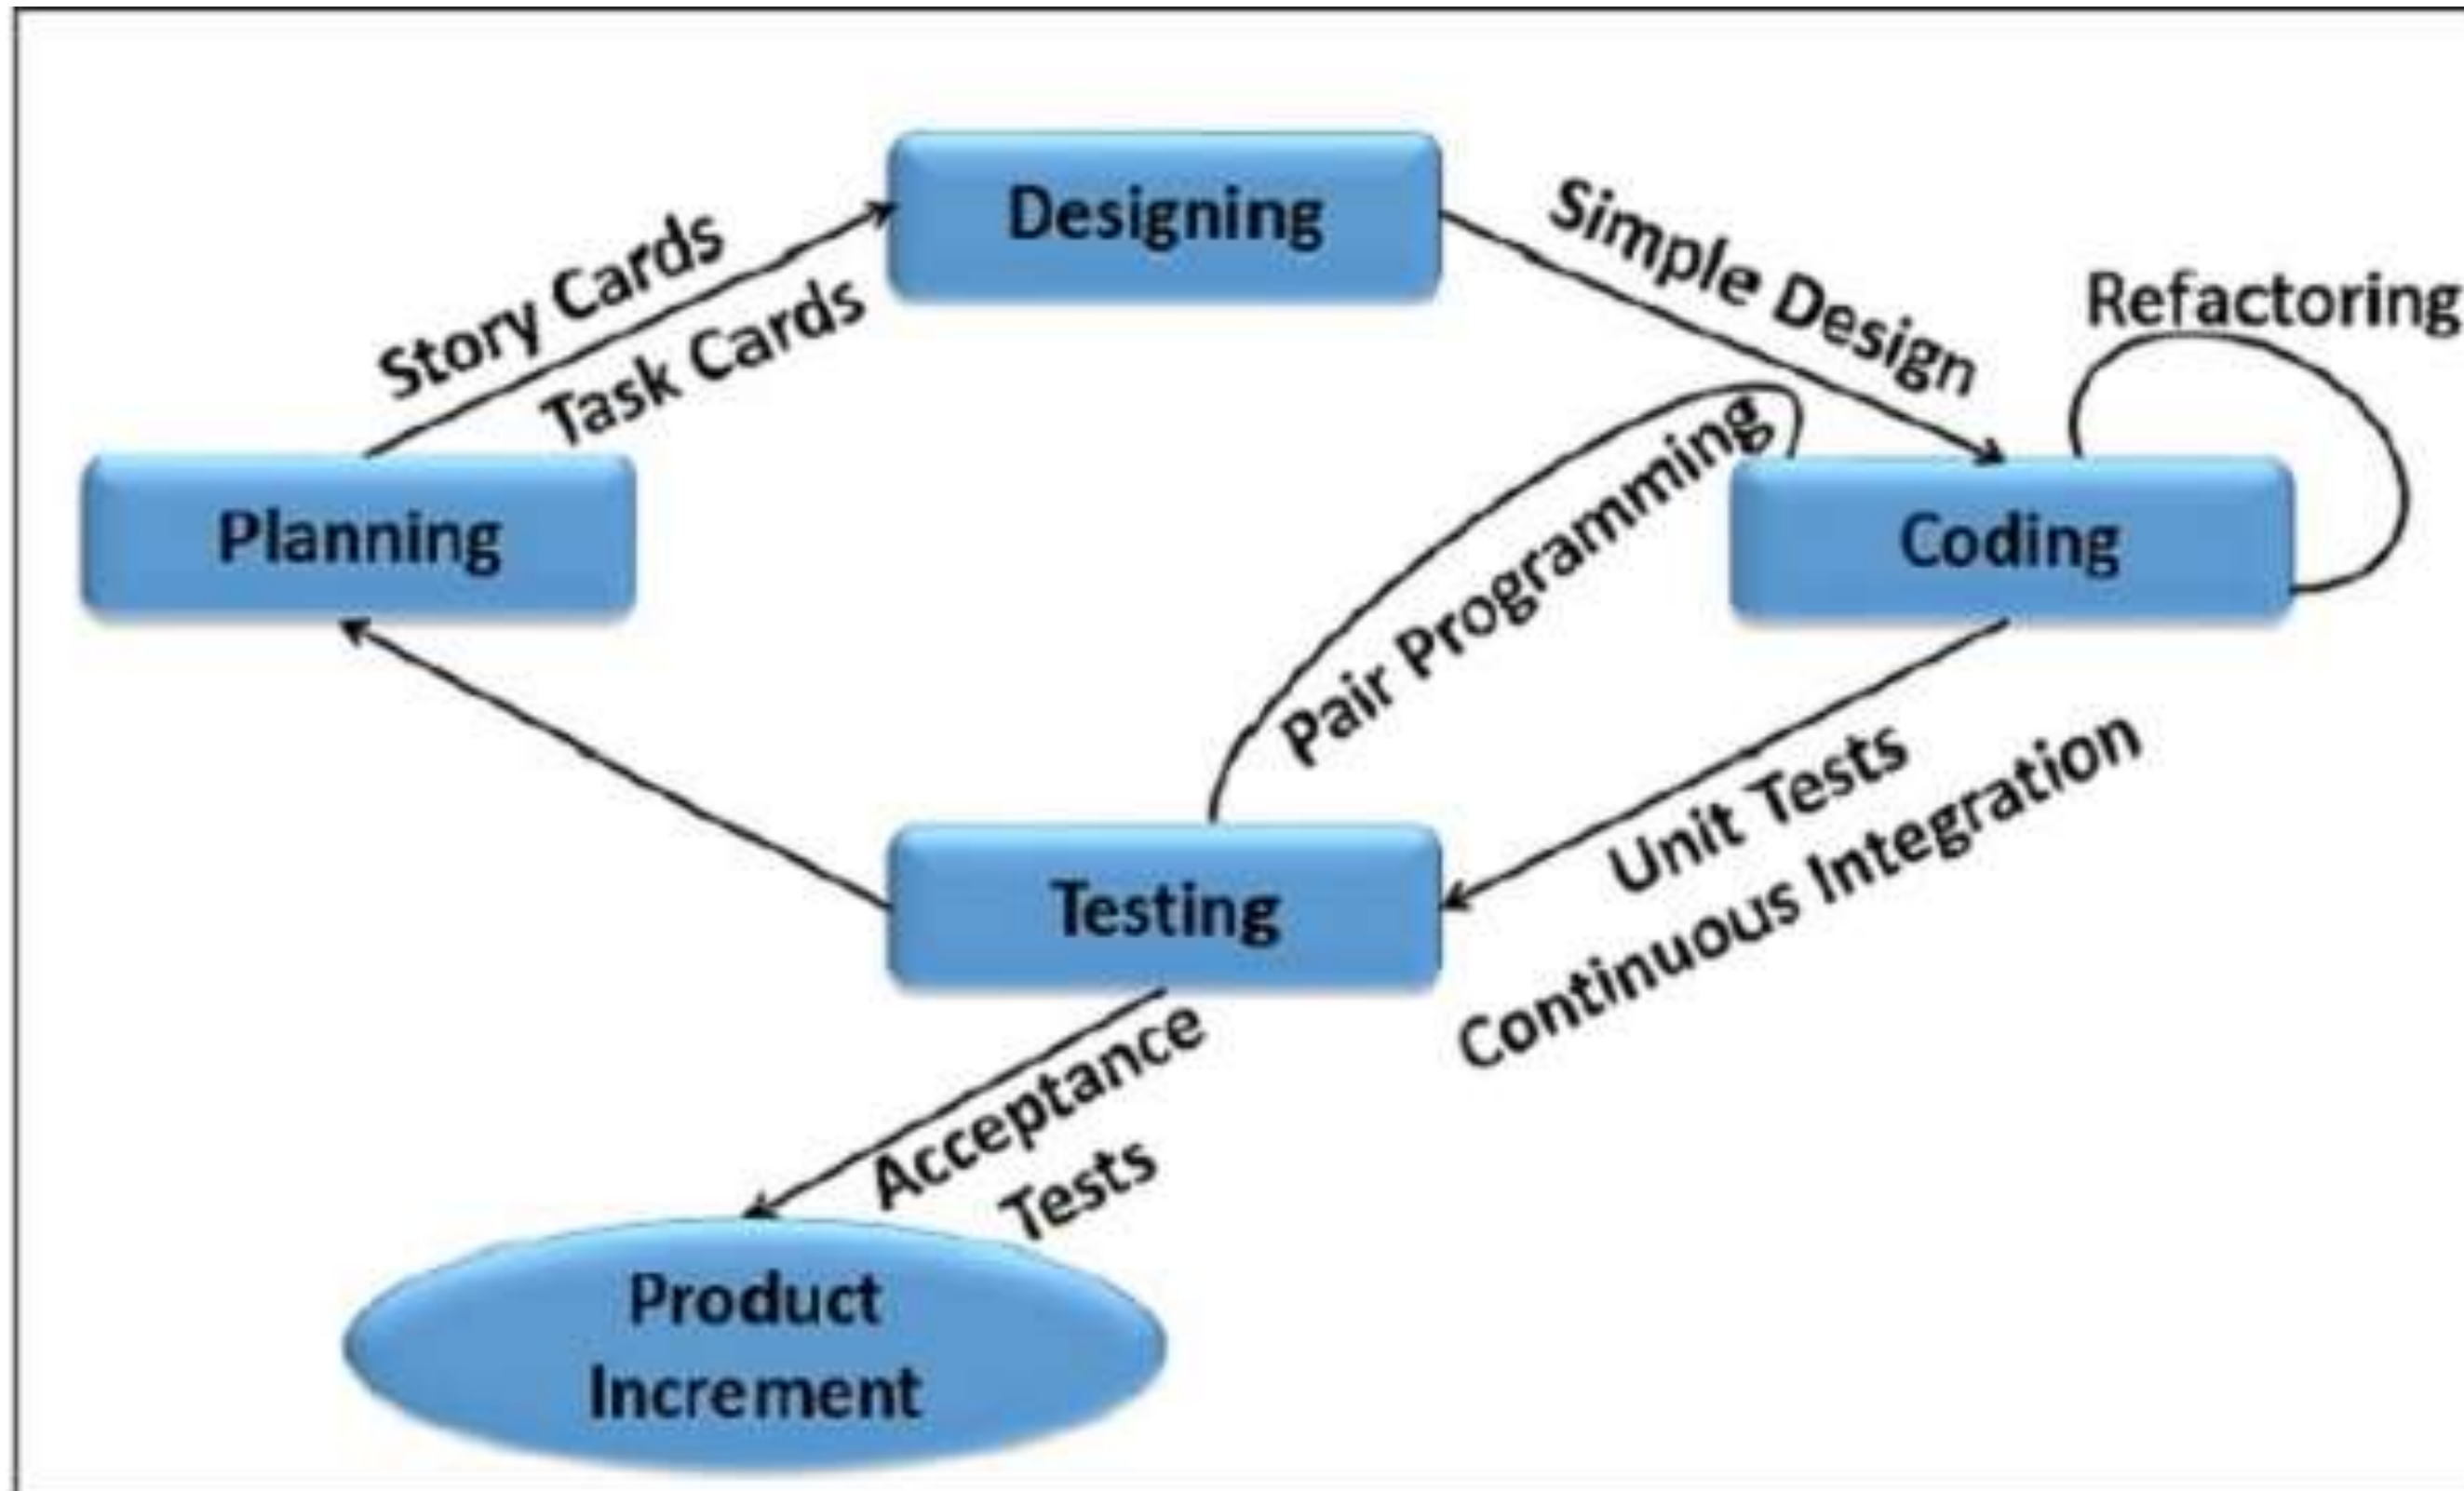 Designing
Simple Design
Refactoring
Story Cards
Task Cards
Planning
Pair Programming
Coding
Unit Tests
Continuous Integration
Testing
Acceptance
Tests
Product
Increment